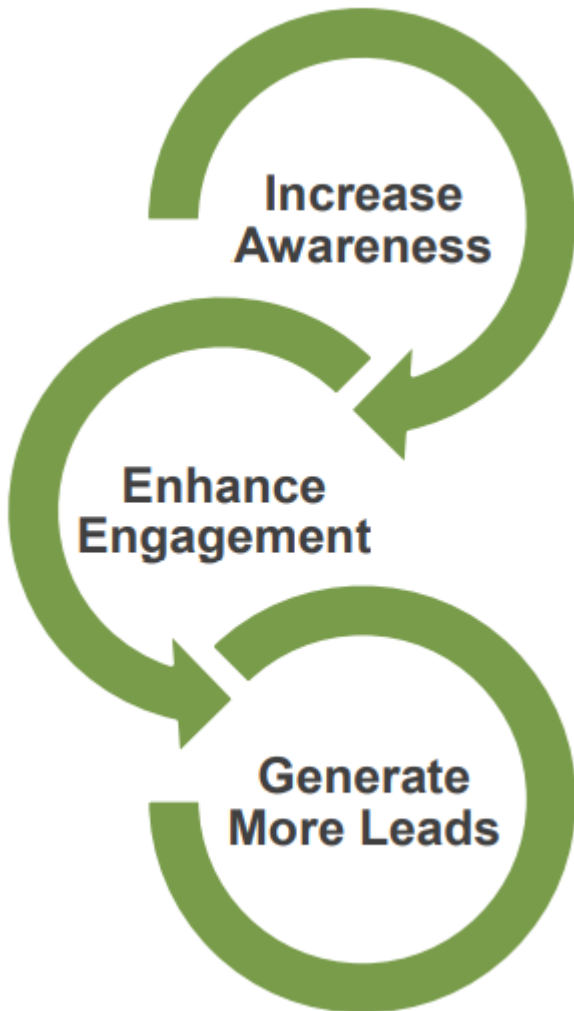 Increase
Awareness
Enhance
Engagement
Generate
More Leads